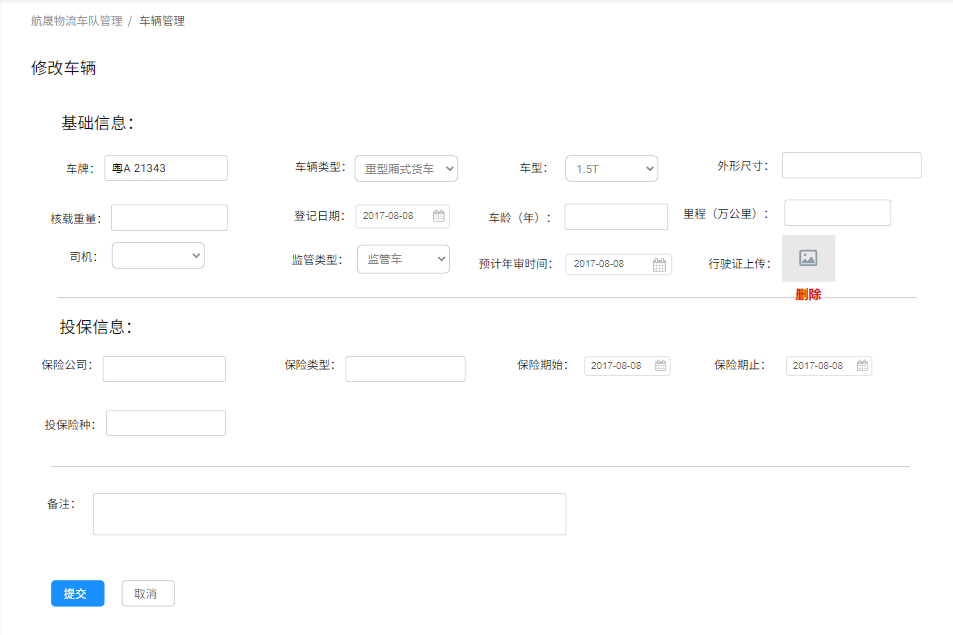 航晟物流车队管理 / 车辆管理
修改车辆
基础信息：
车牌： 粤A 21343 车辆类型： 重型厢式货车 车型： 1.5T 外形尺寸：
核载重量： 登记日期： 2017-08-08 车龄（年）： 里程（万公里）：
司机： 监管类型： 监管车 预计年审时间： 2017-08-08 行驶证上传：
删除
投保信息：
保险公司： 保险类型： 保险期始： 2017-08-08 保险期止： 2017-08-08
投保险种：
备注：
提交 取消